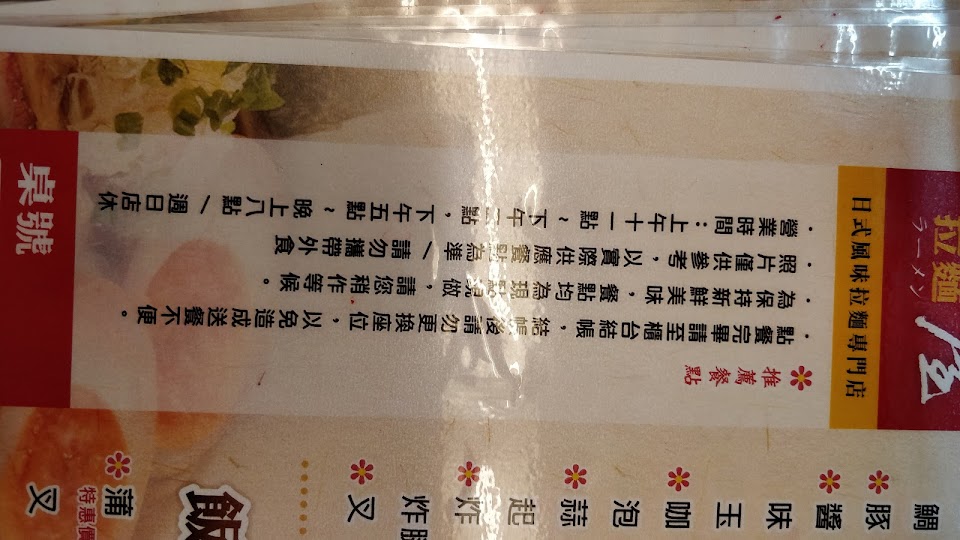 拉麵
ラーメン
屋
日式風味拉麵專門店
・營業時間：上午十一點 ~ 下午二點，下午五點 ~ 晚上八點 / 週日店休
・照片僅供參考，以實際供應餐點為準 / 請勿攜帶外食
・為保持新鮮美味，餐點均為現點現做，請您稍作等候。
・點餐完畢請至櫃台結帳，結帳後請勿更換座位，以免造成送餐不便。
推薦餐點
桌號
鯛
豚
醬
味
玉
咖
泡
蒜
起
炸
炸
叉
飯
蒲
特惠價
叉